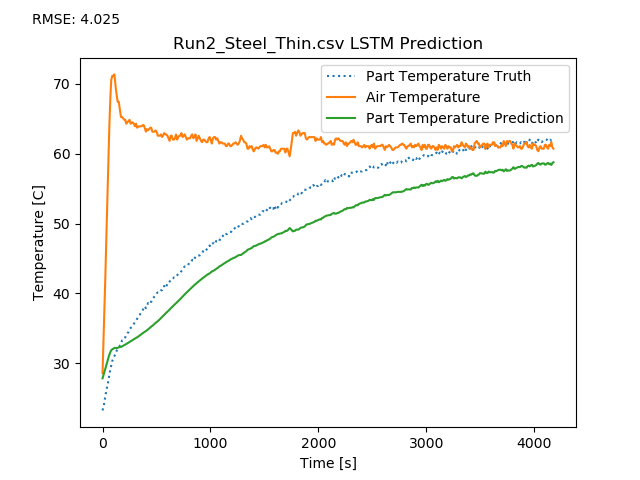 RMSE: 4.025
Run2_Steel_Thin.csv LSTM Prediction
Part Temperature Truth
Air Temperature
Part Temperature Prediction
Temperature [C]
70
60
50
40
30
0 1000 2000 3000 4000
Time [s]